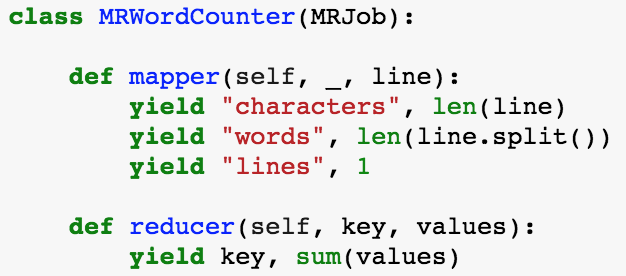 class MRWordCounter(MRJob):
    def mapper(self, _, line):
        yield "characters", len(line)
        yield "words", len(line.split())
        yield "lines", 1
    def reducer(self, key, values):
        yield key, sum(values)